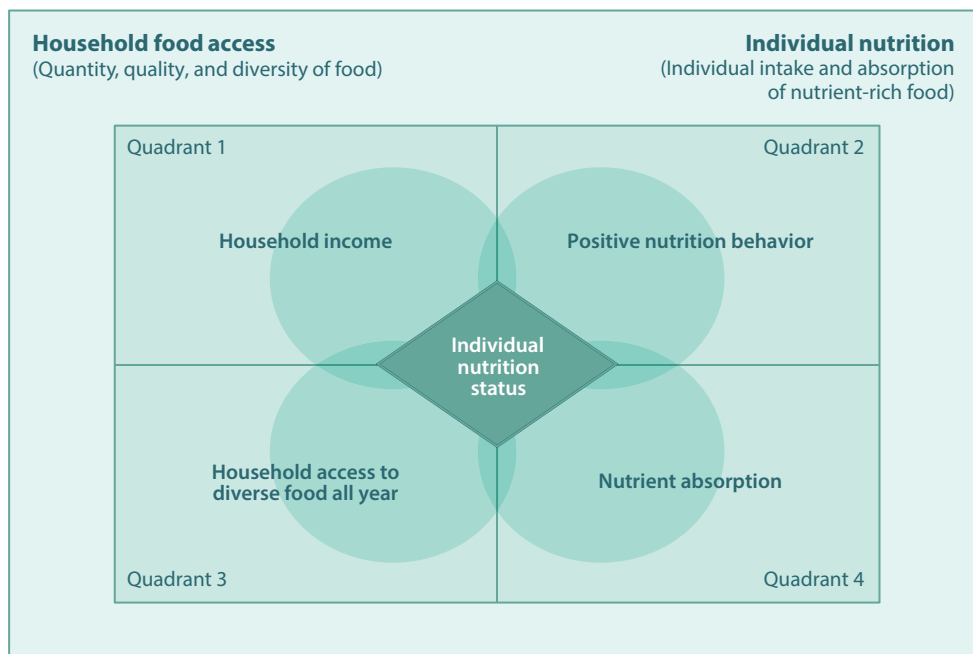 Household food access
(Quantity, quality, and diversity of food)
Individual nutrition
(Individual intake and absorption
of nutrient-rich food)
Quadrant 1
Quadrant 2
Household income
Positive nutrition behavior
Individual
nutrition
status
Household access to
diverse food all year
Nutrient absorption
Quadrant 3
Quadrant 4